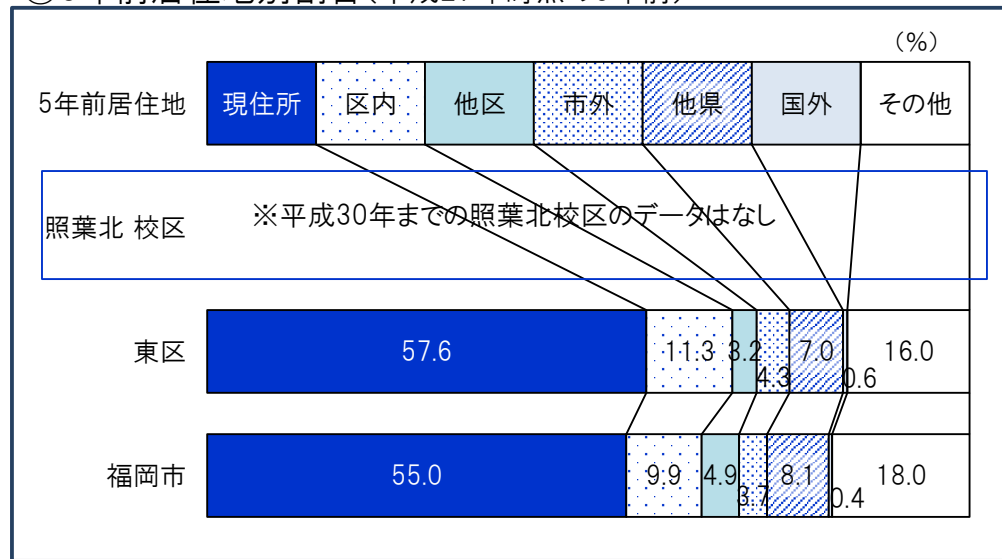 (%)
5年前居住地 現住所 区内 他区 市外 他県 国外 その他
照葉北 校区 ※平成30年までの照葉北校区のデータはなし
東区 57.6 11.3 3.2 4.3 7.0 0.6 16.0
福岡市 55.0 9.9 4.9 3.7 8.1 0.4 18.0